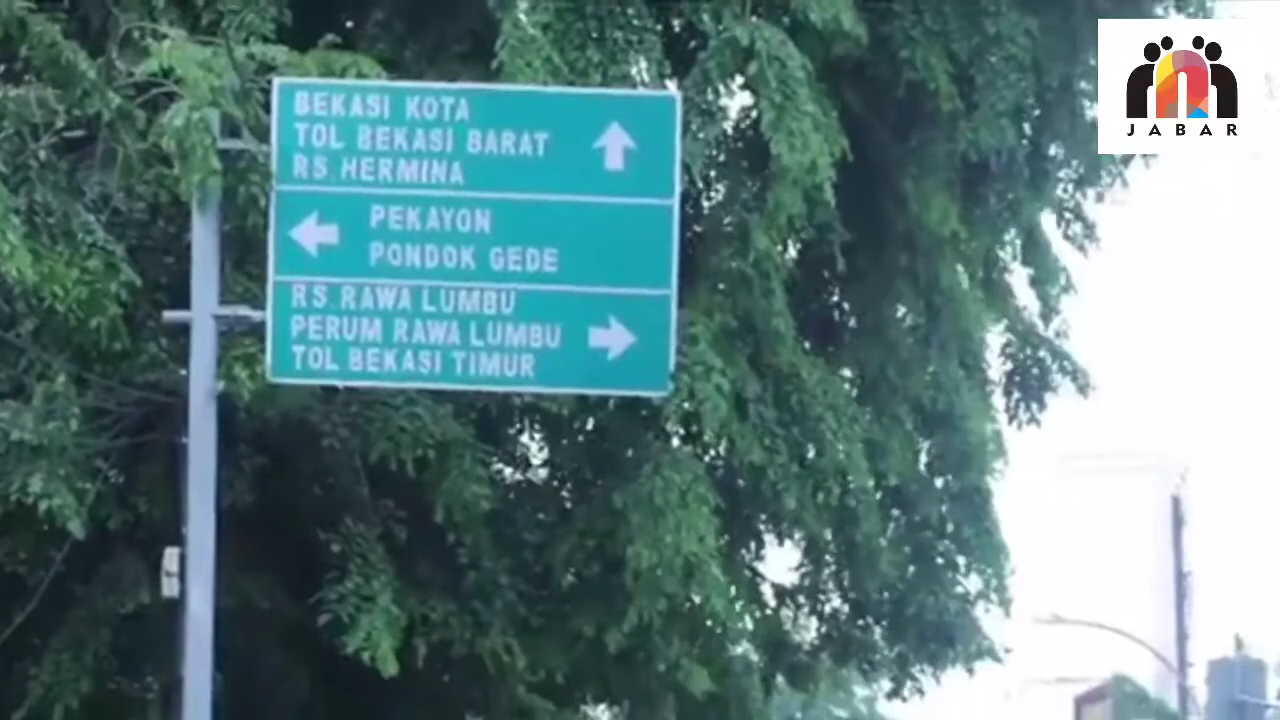 BEKASI KOTA
TOL BEKASI BARAT
RS HERMINA
PEKAYON
PONDOK GEDE
RS RAWA LUMBU
PERUM RAWA LUMBU
TOL BEKASI TIMUR
JABAR